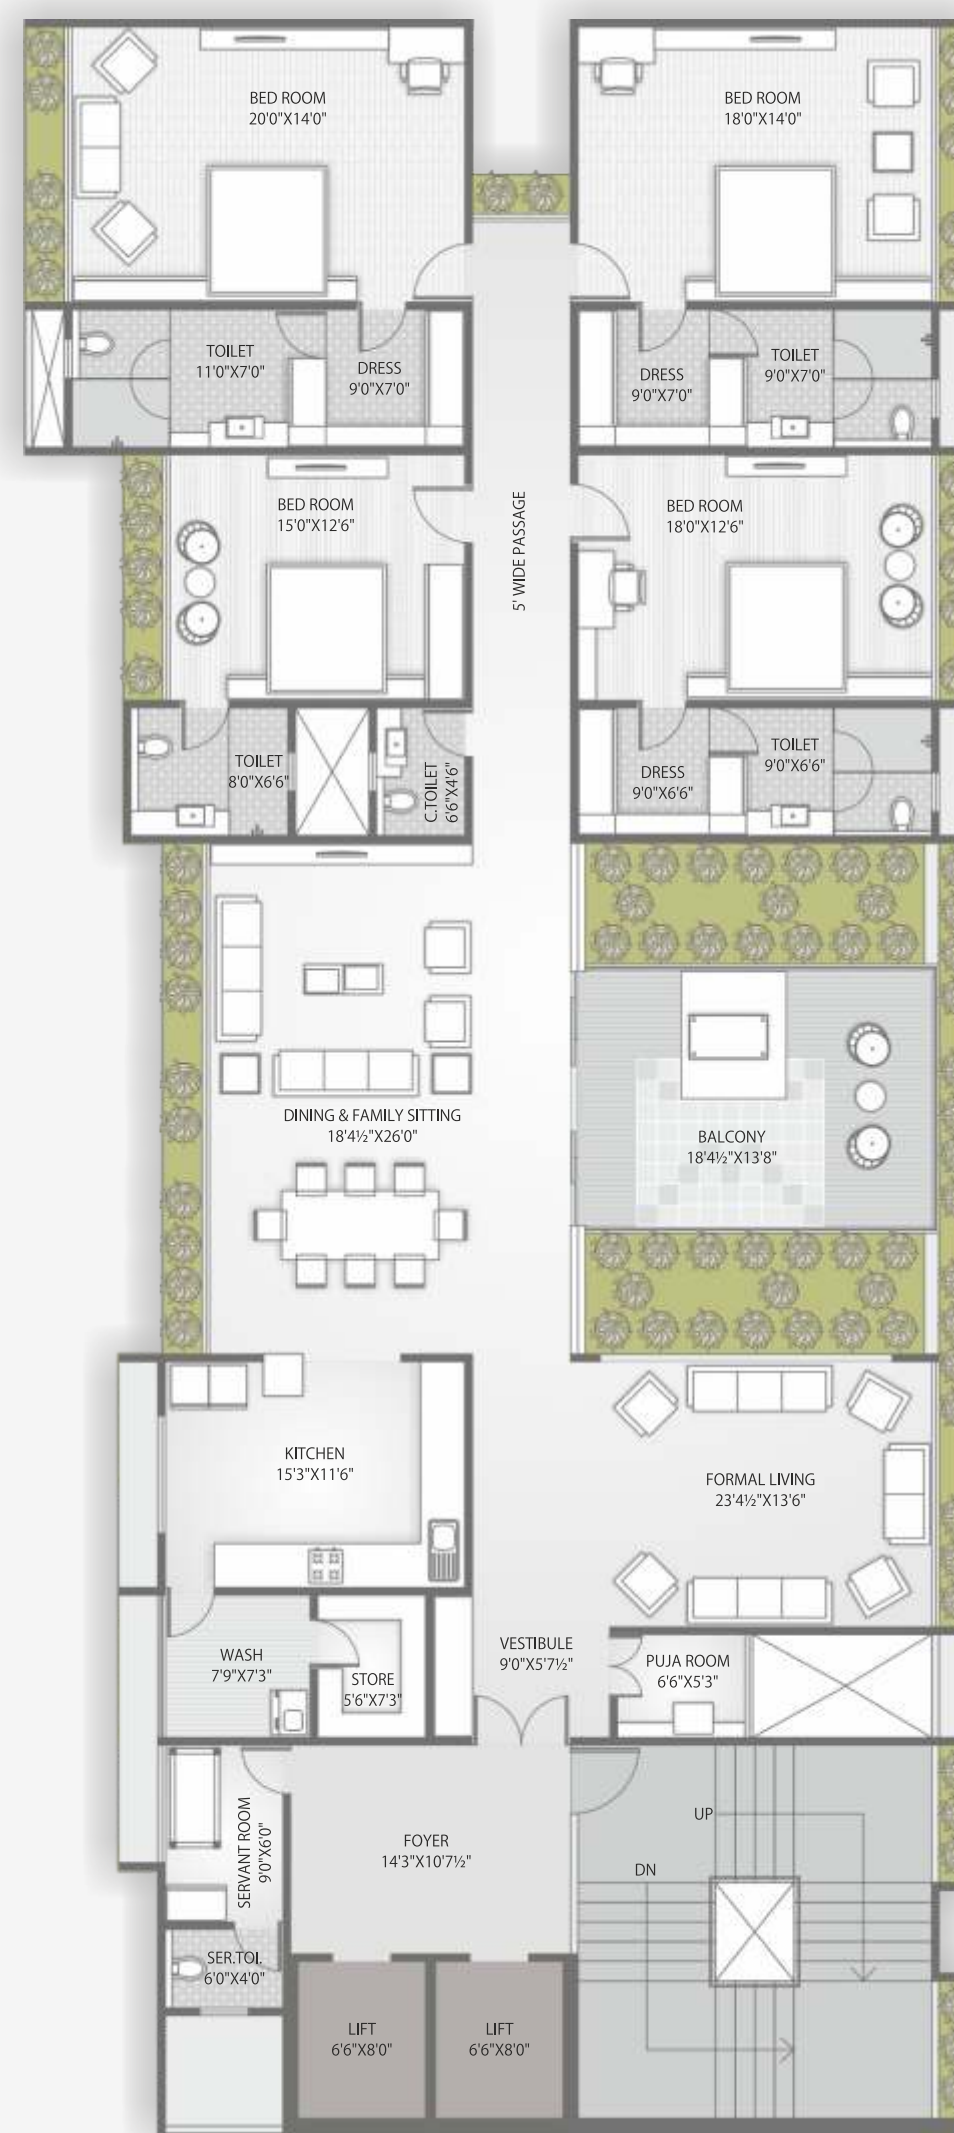 BED ROOM
20'0"X14'0"
BED ROOM
18'0"X14'0"
TOILET
11'0"X7'0"
DRESS
9'0"X7'0"
DRESS
9'0"X7'0"
TOILET
9'0"X7'0"
BED ROOM
15'0"X12'6"
5' WIDE PASSAGE
BED ROOM
18'0"X12'6"
TOILET
8'0"X6'6"
C.TOILET
6'6"X4'6"
DRESS
9'0"X6'6"
TOILET
9'0"X6'6"
DINING & FAMILY SITTING
18'4½"X26'0"
BALCONY
18'4½"X13'8"
KITCHEN
15'3"X11'6"
FORMAL LIVING
23'4½"X13'6"
WASH
7'9"X7'3"
STORE
5'6"X7'3"
VESTIBULE
9'0"X5'7½"
PUJA ROOM
6'6"X5'3"
SERVANT ROOM
9'0"X6'0"
FOYER
14'3"X10'7½"
UP
DN
SER.TOI.
6'0"X4'0"
LIFT
6'6"X8'0"
LIFT
6'6"X8'0"